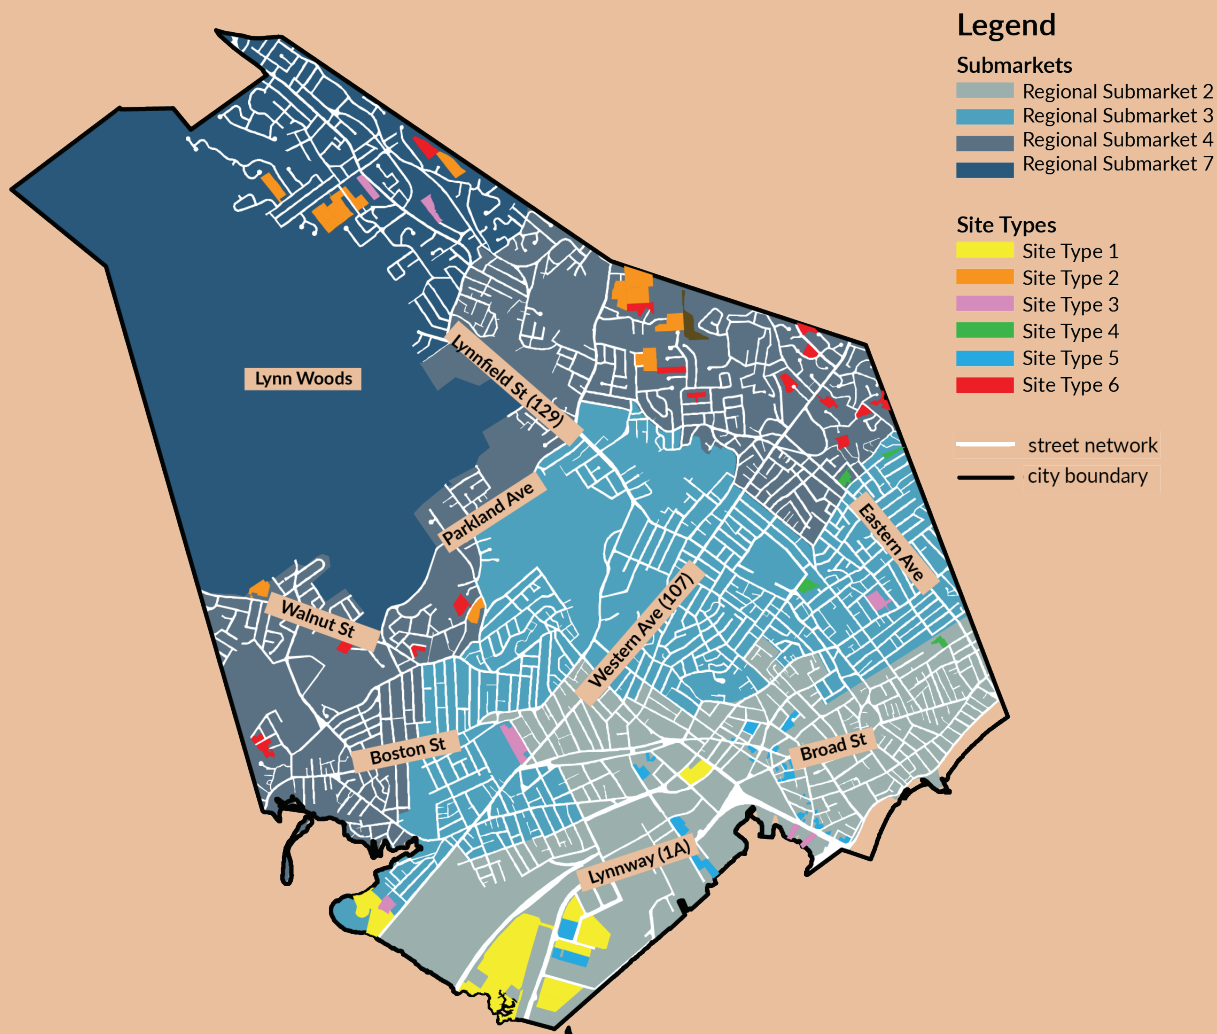 Legend
Submarkets
Regional Submarket 2
Regional Submarket 3
Regional Submarket 4
Regional Submarket 7
Site Types
Site Type 1
Site Type 2
Site Type 3
Site Type 4
Site Type 5
Site Type 6
street network
city boundary
Lynn Woods
Lynnfield St (129)
Parkland Ave
Eastern Ave
Walnut St
Western Ave (107)
Boston St
Broad St
Lynnway (1A)